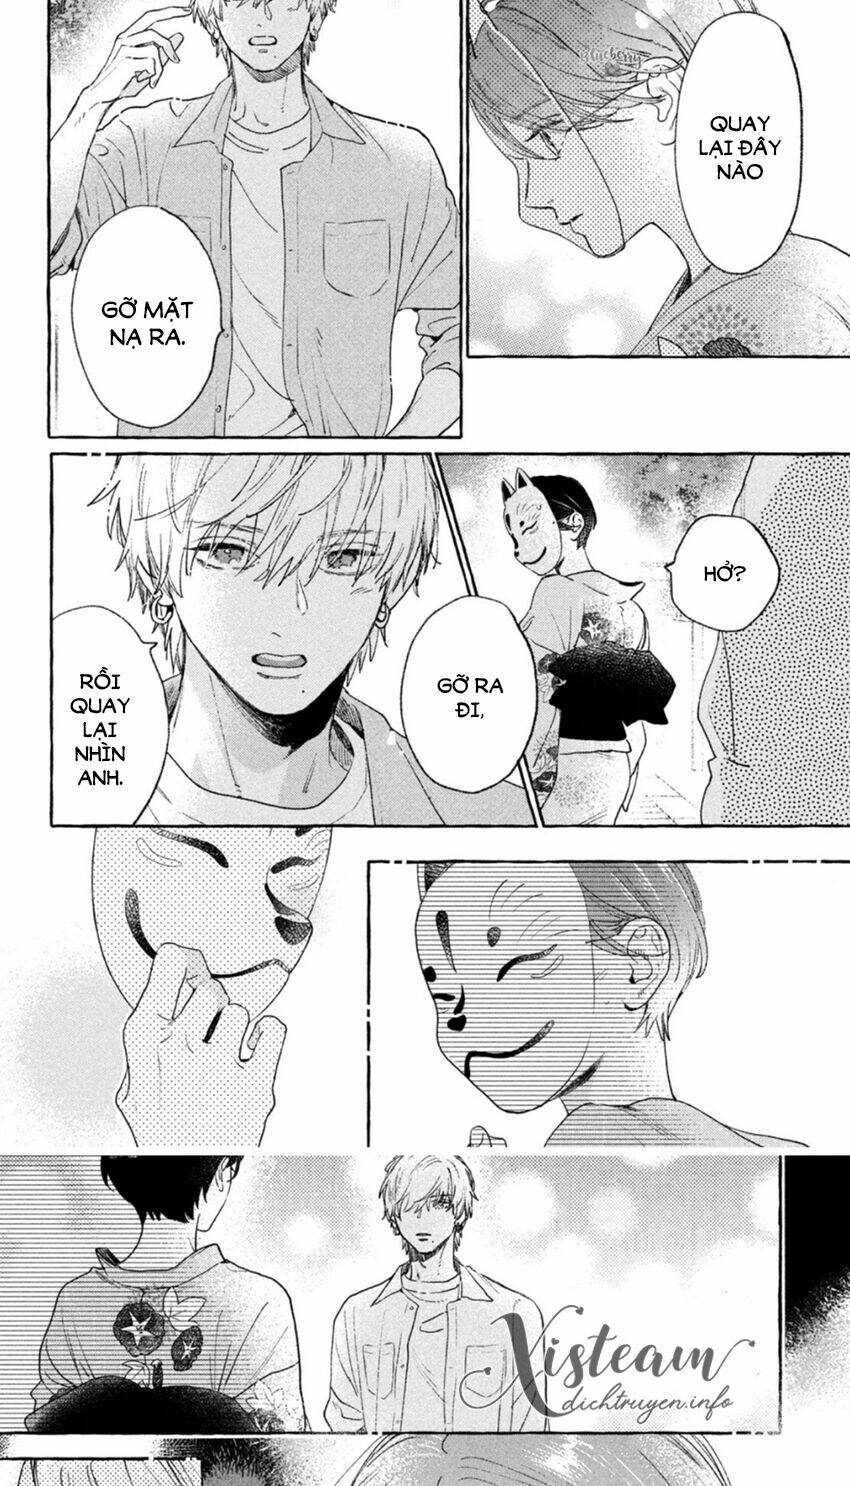 Blueberry
QUAY
LẠI ĐÂY
NÀO
GỠ MẶT
NẠ RA.
HỞ?
GỠ RA
ĐI,
RỒI
QUAY
LẠI
NHÌN
ANH.
Xisteam
dichtruyen.info